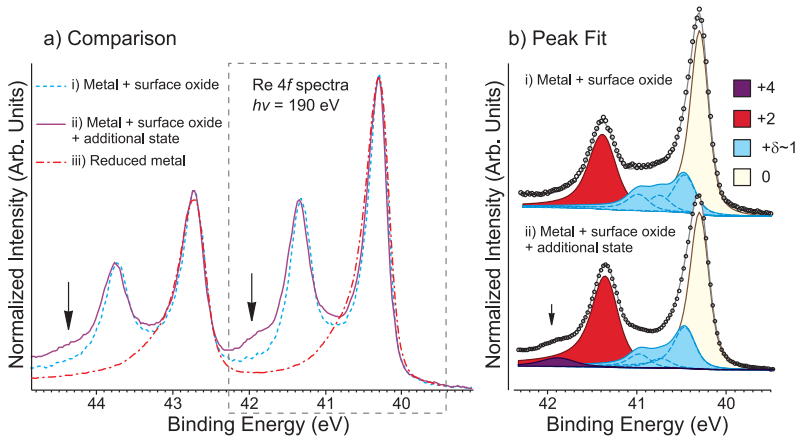 a) Comparison
Normalized Intensity (Arb. Units)
i) Metal + surface oxide
ii) Metal + surface oxide
+ additional state
iii) Reduced metal
Re 4f spectra
hv = 190 eV
44
43
42
41
40
Binding Energy (eV)
b) Peak Fit
Normalized Intensity (Arb. Units)
i) Metal + surface oxide
+4
+2
+δ~1
0
ii) Metal + surface oxide
+ additional state
42
41
40
Binding Energy (eV)